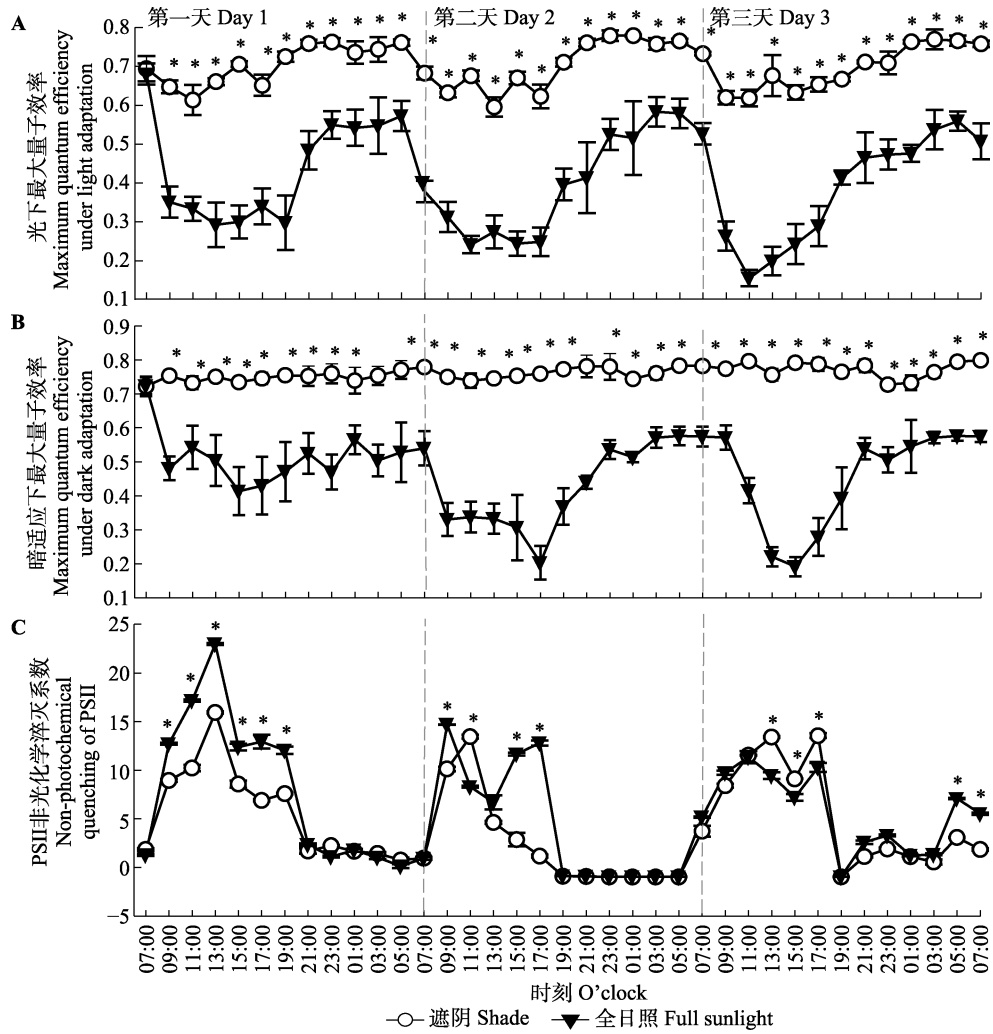 A
第一天 Day 1
第二天 Day 2
第三天 Day 3
光下最大量子效率
Maximum quantum efficiency
under light adaptation
0.8
0.7
0.6
0.5
0.4
0.3
0.2
0.1
B
暗适应下最大量子效率
Maximum quantum efficiency
under dark adaptation
0.9
0.8
0.7
0.6
0.5
0.4
0.3
0.2
0.1
C
PSII非光化学淬灭系数
Non-photochemical
quenching of PSII
25
20
15
10
5
0
−5
07:00 09:00 11:00 13:00 15:00 17:00 19:00 21:00 23:00 01:00 03:00 05:00 07:00 09:00 11:00 13:00 15:00 17:00 19:00 21:00 23:00 01:00 03:00 05:00 07:00 09:00 11:00 13:00 15:00 17:00 19:00 21:00 23:00 01:00 03:00 05:00 07:00
时刻 O'clock
遮阴 Shade
全日照 Full sunlight